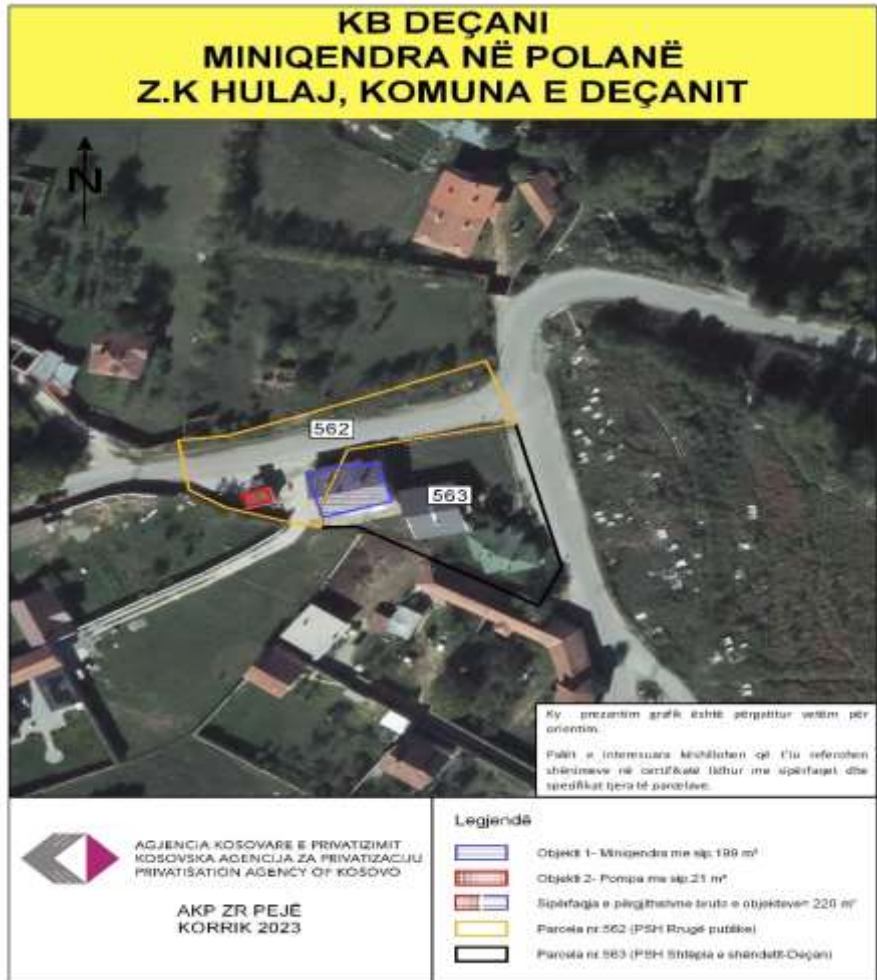 KB DEÇANI
MINIQENDRA NË POLANË
Z.K HULAJ, KOMUNA E DEÇANIT
N
562
563
Ky prezantim grafik është përgatitur vetëm për
orientim.
Palët e interesuara këshillohen që t'iu referohen
shënimeve në certifikatë lidhur me sipërfaqet dhe
specifikat tjera të parcelave.
AGJENCIA KOSOVARE E PRIVATIZIMIT
KOSOVSKA AGENCIJA ZA PRIVATIZACIJU
PRIVATISATION AGENCY OF KOSOVO
AKP ZR PEJË
KORRIK 2023
Legjendë
Objekti 1- Miniqendra me sip.199 m²
Objekti 2- Pompa me sip.21 m²
Sipërfaqja e përgjithshme bruto e objekteve= 220 m²
Parcela nr.562 (PSH Rrugë publike)
Parcela nr.563 (PSH Shtëpia e shëndetit-Deçan)